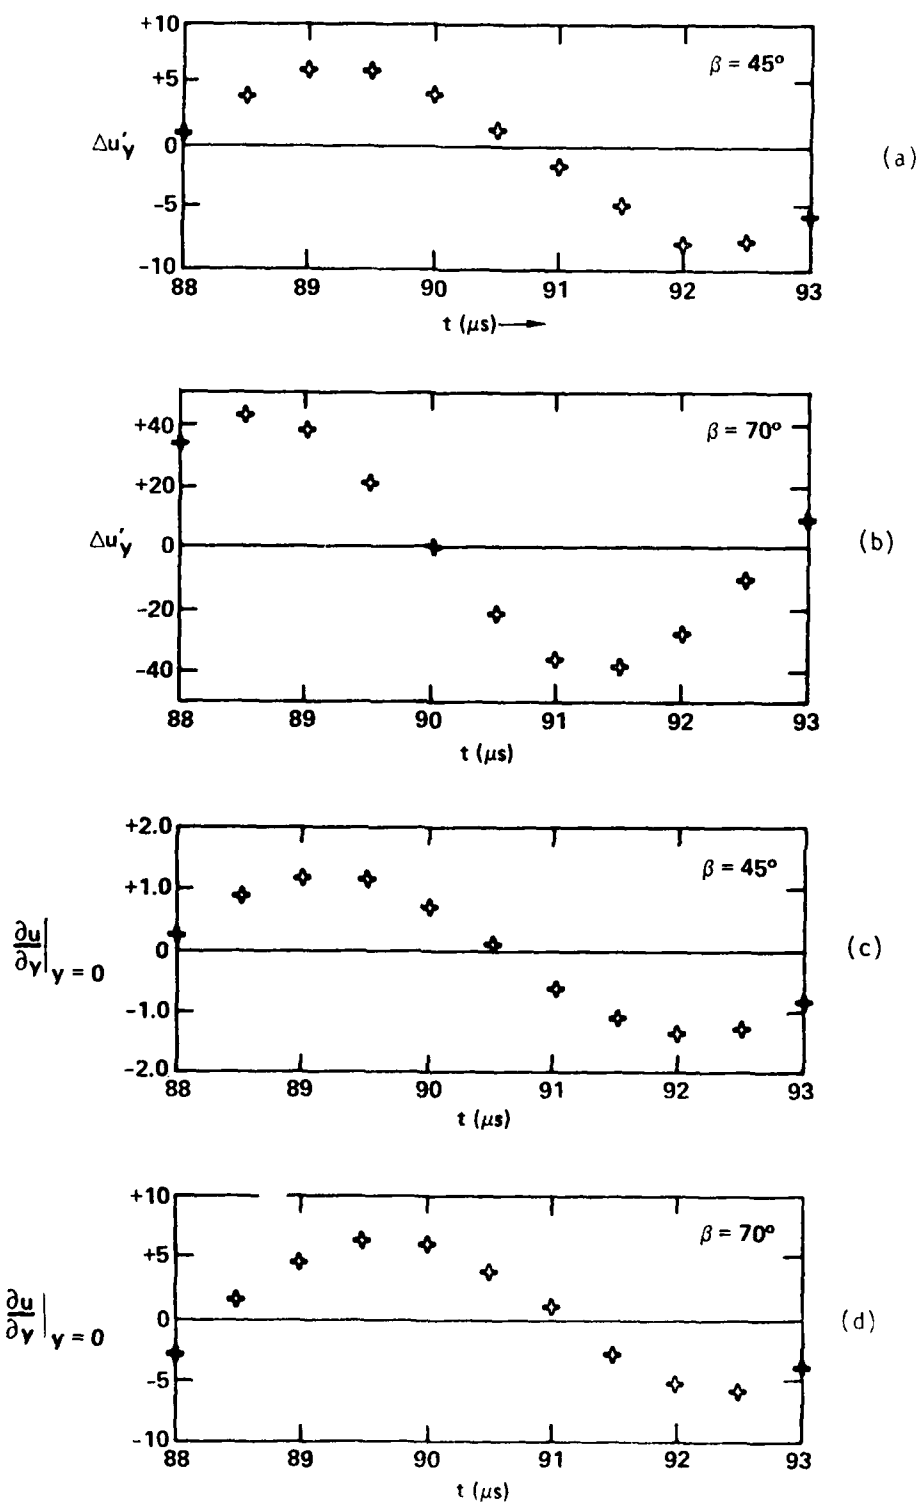 +10
β = 45°
+5
Δu′y
0
(a)
-5
-10
88 89 90 91 92 93
t (μs)→
+40
β = 70°
+20
Δu′y
0
(b)
-20
-40
88 89 90 91 92 93
t (μs)
+2.0
β = 45°
+1.0
∂u/∂y|y = 0
0
(c)
-1.0
-2.0
88 89 90 91 92 93
t (μs)
+10
β = 70°
+5
∂u/∂y|y = 0
0
(d)
-5
-10
88 89 90 91 92 93
t (μs)